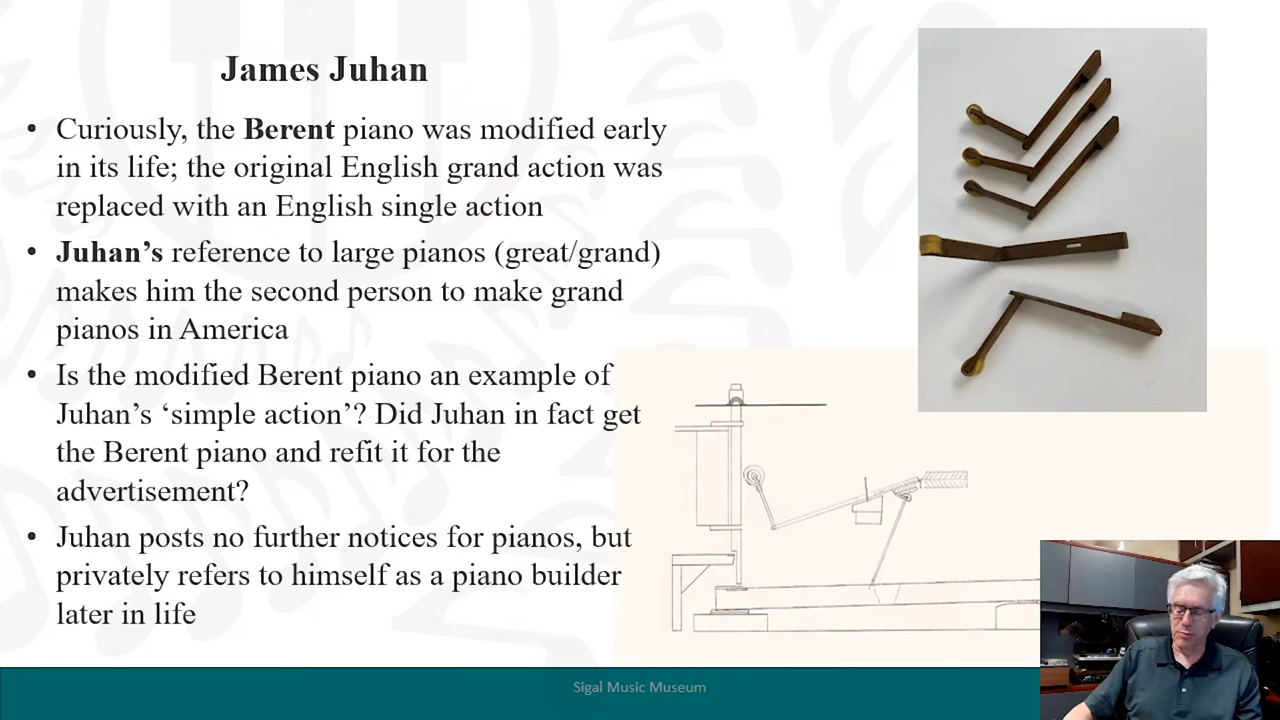 James Juhan
• Curiously, the Berent piano was modified early
in its life; the original English grand action was
replaced with an English single action
• Juhan’s reference to large pianos (great/grand)
makes him the second person to make grand
pianos in America
• Is the modified Berent piano an example of
Juhan’s ‘simple action’? Did Juhan in fact get
the Berent piano and refit it for the
advertisement?
• Juhan posts no further notices for pianos, but
privately refers to himself as a piano builder
later in life
Sigal Music Museum